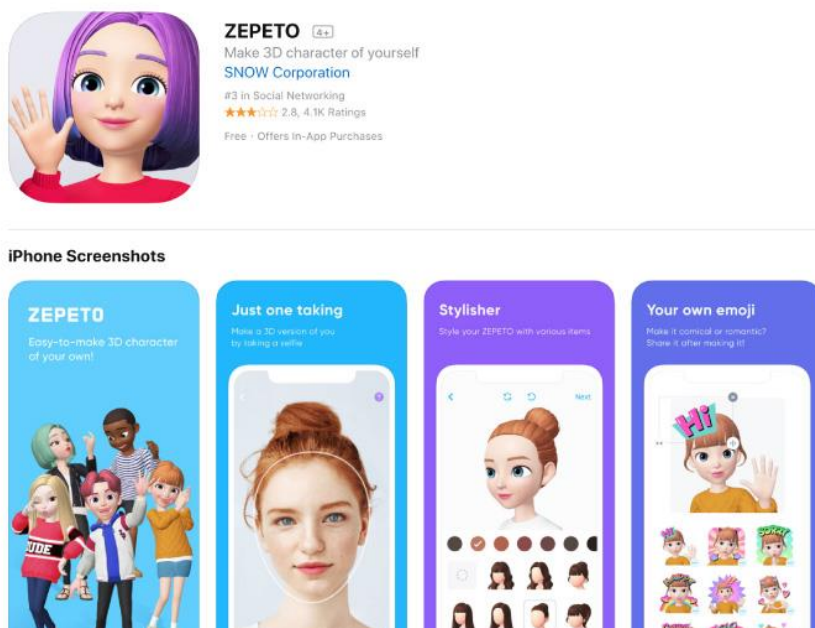 ZEPETO 4+
Make 3D character of yourself
SNOW Corporation
#3 in Social Networking
2.8, 4.1K Ratings
Free · Offers In-App Purchases
iPhone Screenshots
ZEPETO
Easy-to-make 3D character
of your own!
UDE
Just one taking
Make a 3D version of you
by taking a selfie
?
Stylisher
Style your ZEPETO with various items
Next
Your own emoji
Make it comical or romantic?
Share it after making it!
Hi
SORRY